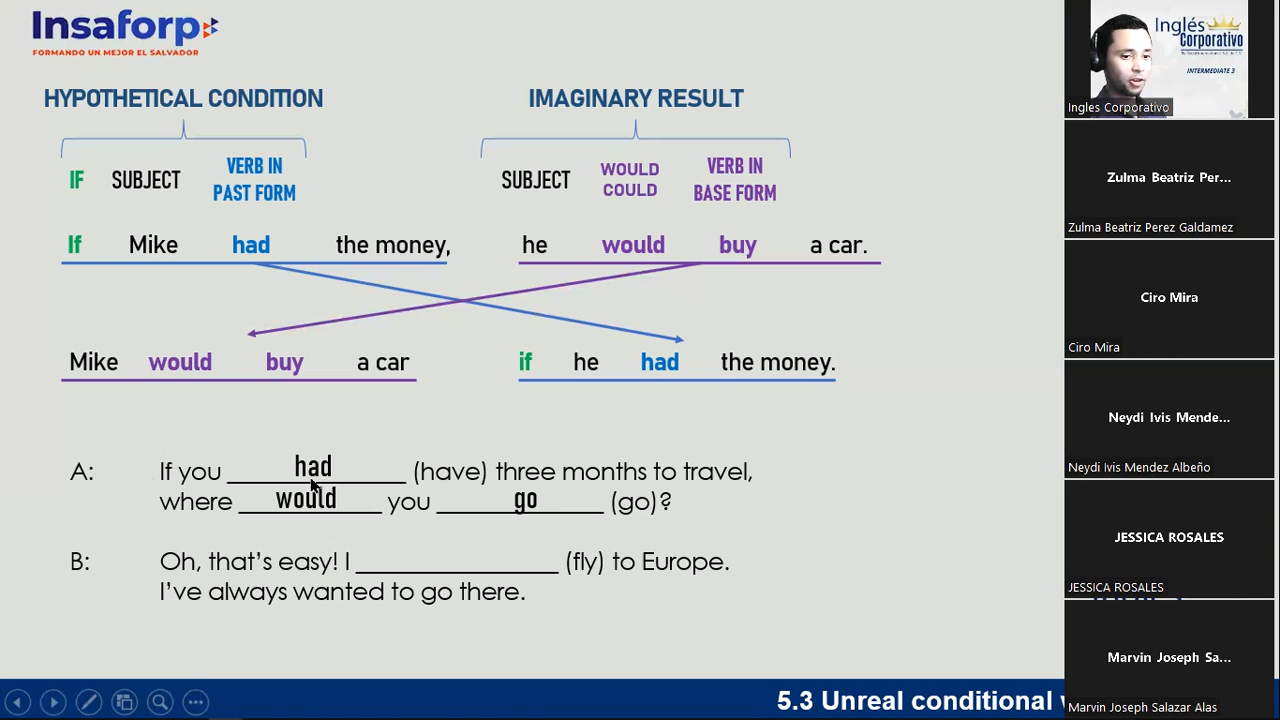 Insaforp
FORMANDO UN MEJOR EL SALVADOR
HYPOTHETICAL CONDITION
IMAGINARY RESULT
IF SUBJECT VERB IN PAST FORM
SUBJECT WOULD COULD VERB IN BASE FORM
If Mike had the money, he would buy a car.
Mike would buy a car if he had the money.
A: If you had (have) three months to travel,
where would you go (go)?
B: Oh, that's easy! I ________________ (fly) to Europe.
I've always wanted to go there.
5.3 Unreal conditional
Inglés
Corporativo
INTERMEDIATE 3
Ingles Corporativo
Zulma Beatriz Per...
Zulma Beatriz Perez Galdamez
Ciro Mira
Ciro Mira
Neydi Ivis Mende...
Neydi Ivis Mendez Albeño
JESSICA ROSALES
JESSICA ROSALES
Marvin Joseph Sa...
Marvin Joseph Salazar Alas